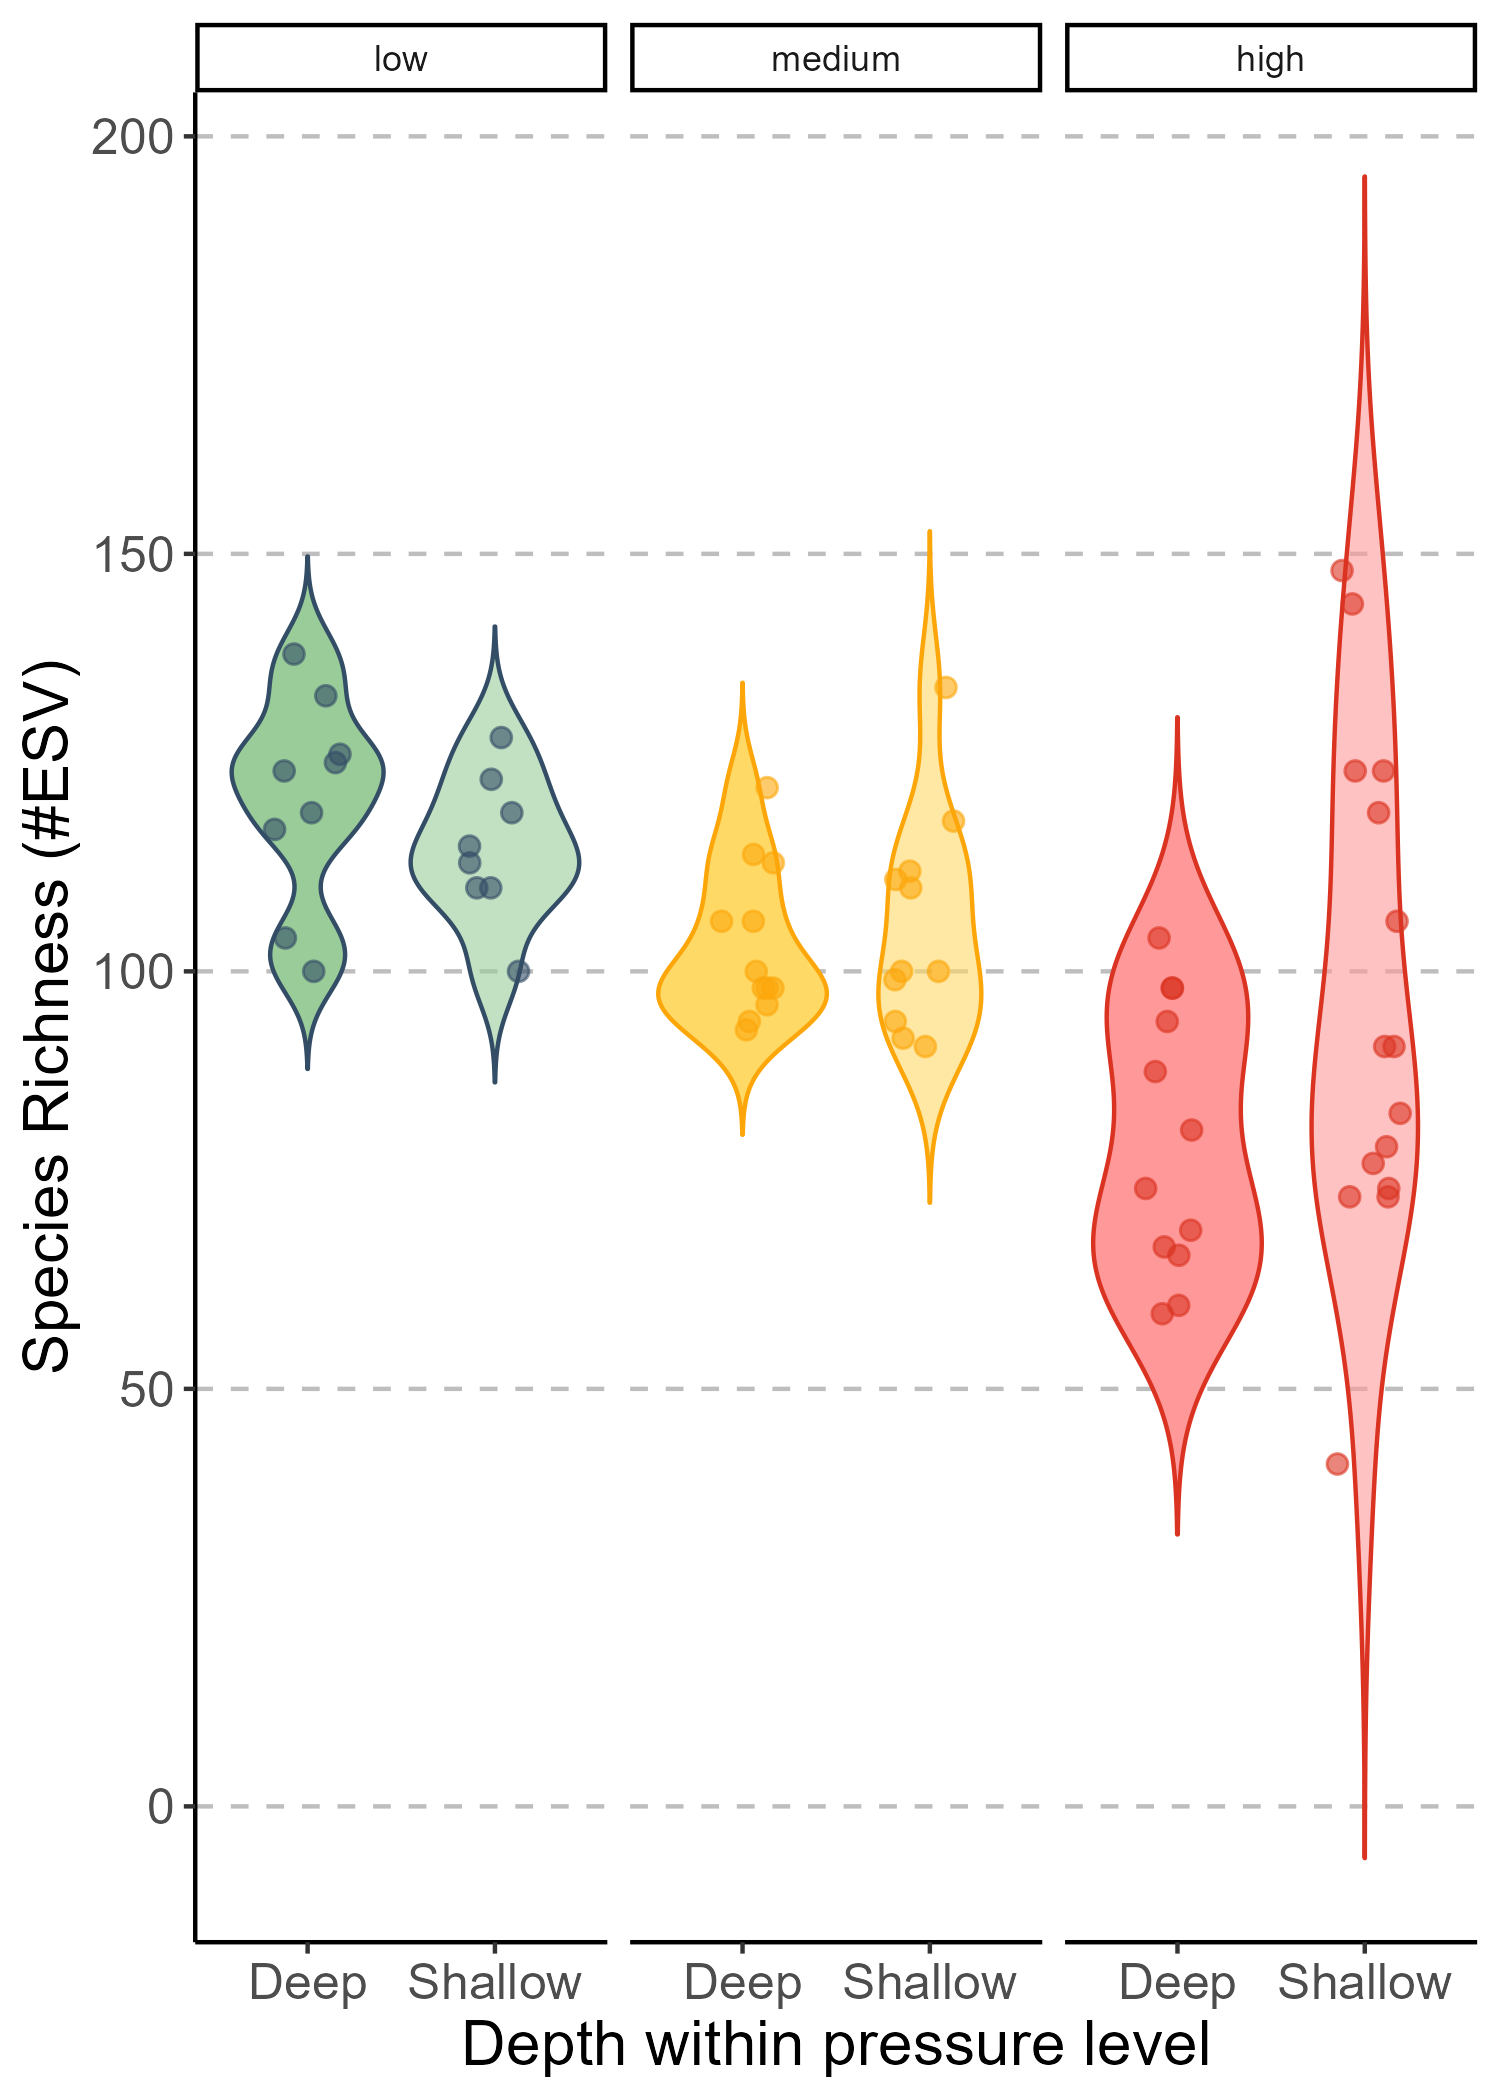 low medium high
200
150
100
50
0
Species Richness (#ESV)
Deep Shallow Deep Shallow Deep Shallow
Depth within pressure level